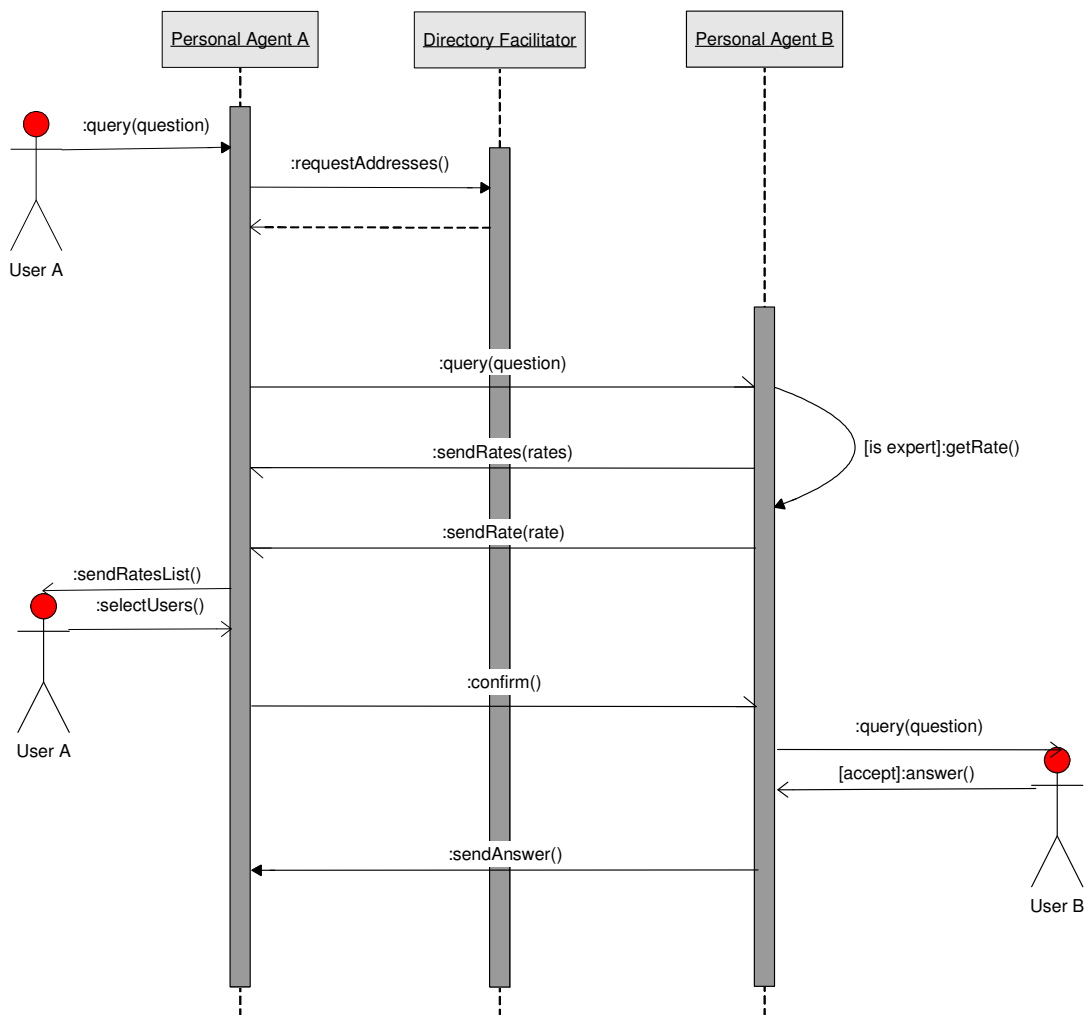 Personal Agent A
Directory Facilitator
Personal Agent B
:query(question)
:requestAddresses()
User A
:query(question)
[is expert]:getRate()
:sendRates(rates)
:sendRate(rate)
:sendRatesList()
:selectUsers()
:confirm()
User A
:query(question)
[accept]:answer()
:sendAnswer()
User B